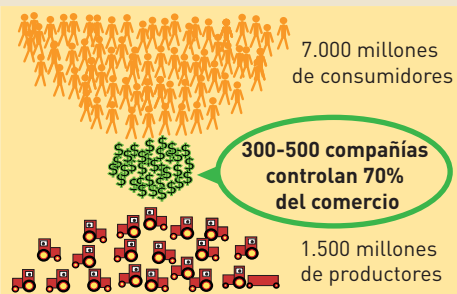 7.000 millones
de consumidores
300-500 compañías
controlan 70%
del comercio
1.500 millones
de productores